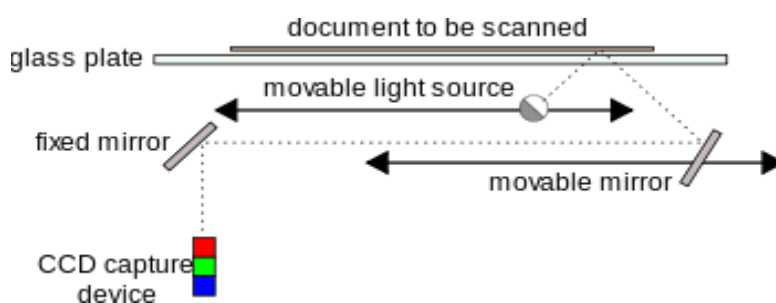 document to be scanned
glass plate
movable light source
fixed mirror
movable mirror
CCD capture
device